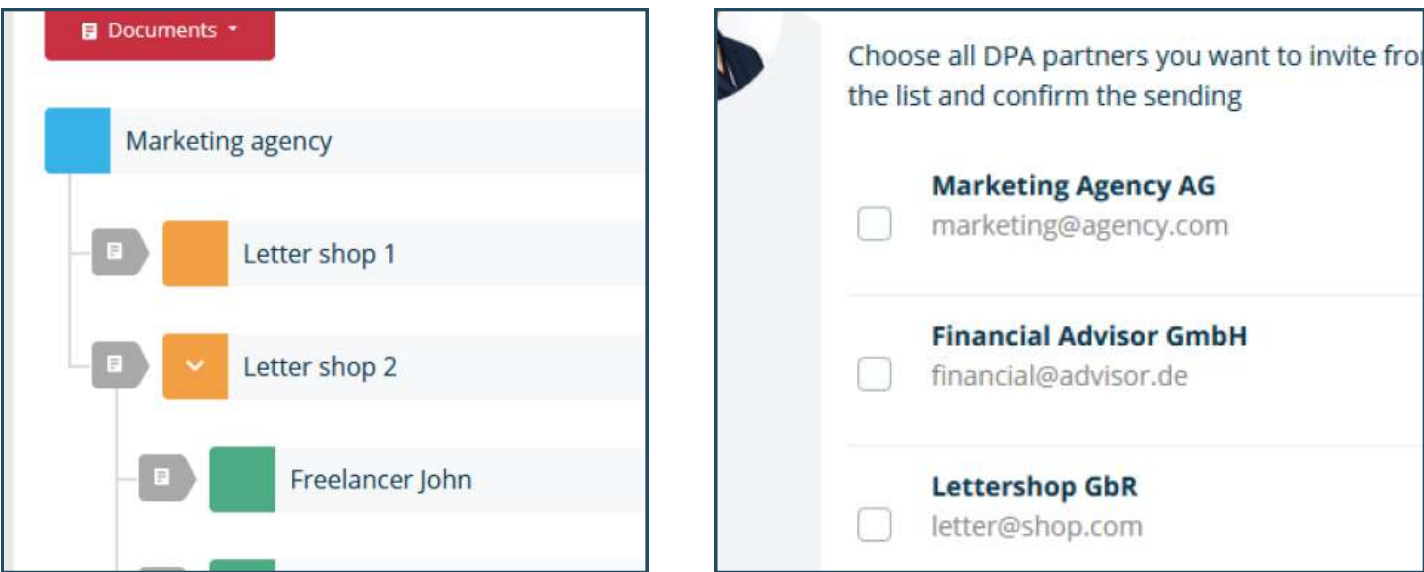 Documents
Marketing agency
Letter shop 1
Letter shop 2
Freelancer John
Choose all DPA partners you want to invite
the list and confirm the sending
Marketing Agency AG
marketing@agency.com
Financial Advisor GmbH
financial@advisor.de
Lettershop GbR
letter@shop.com